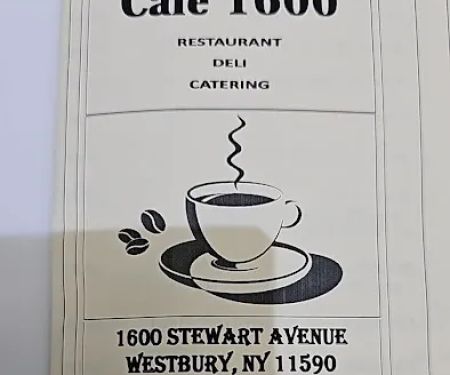 Cafe 1600
RESTAURANT
DELI
CATERING
1600 STEWART AVENUE
WESTBURY, NY 11590